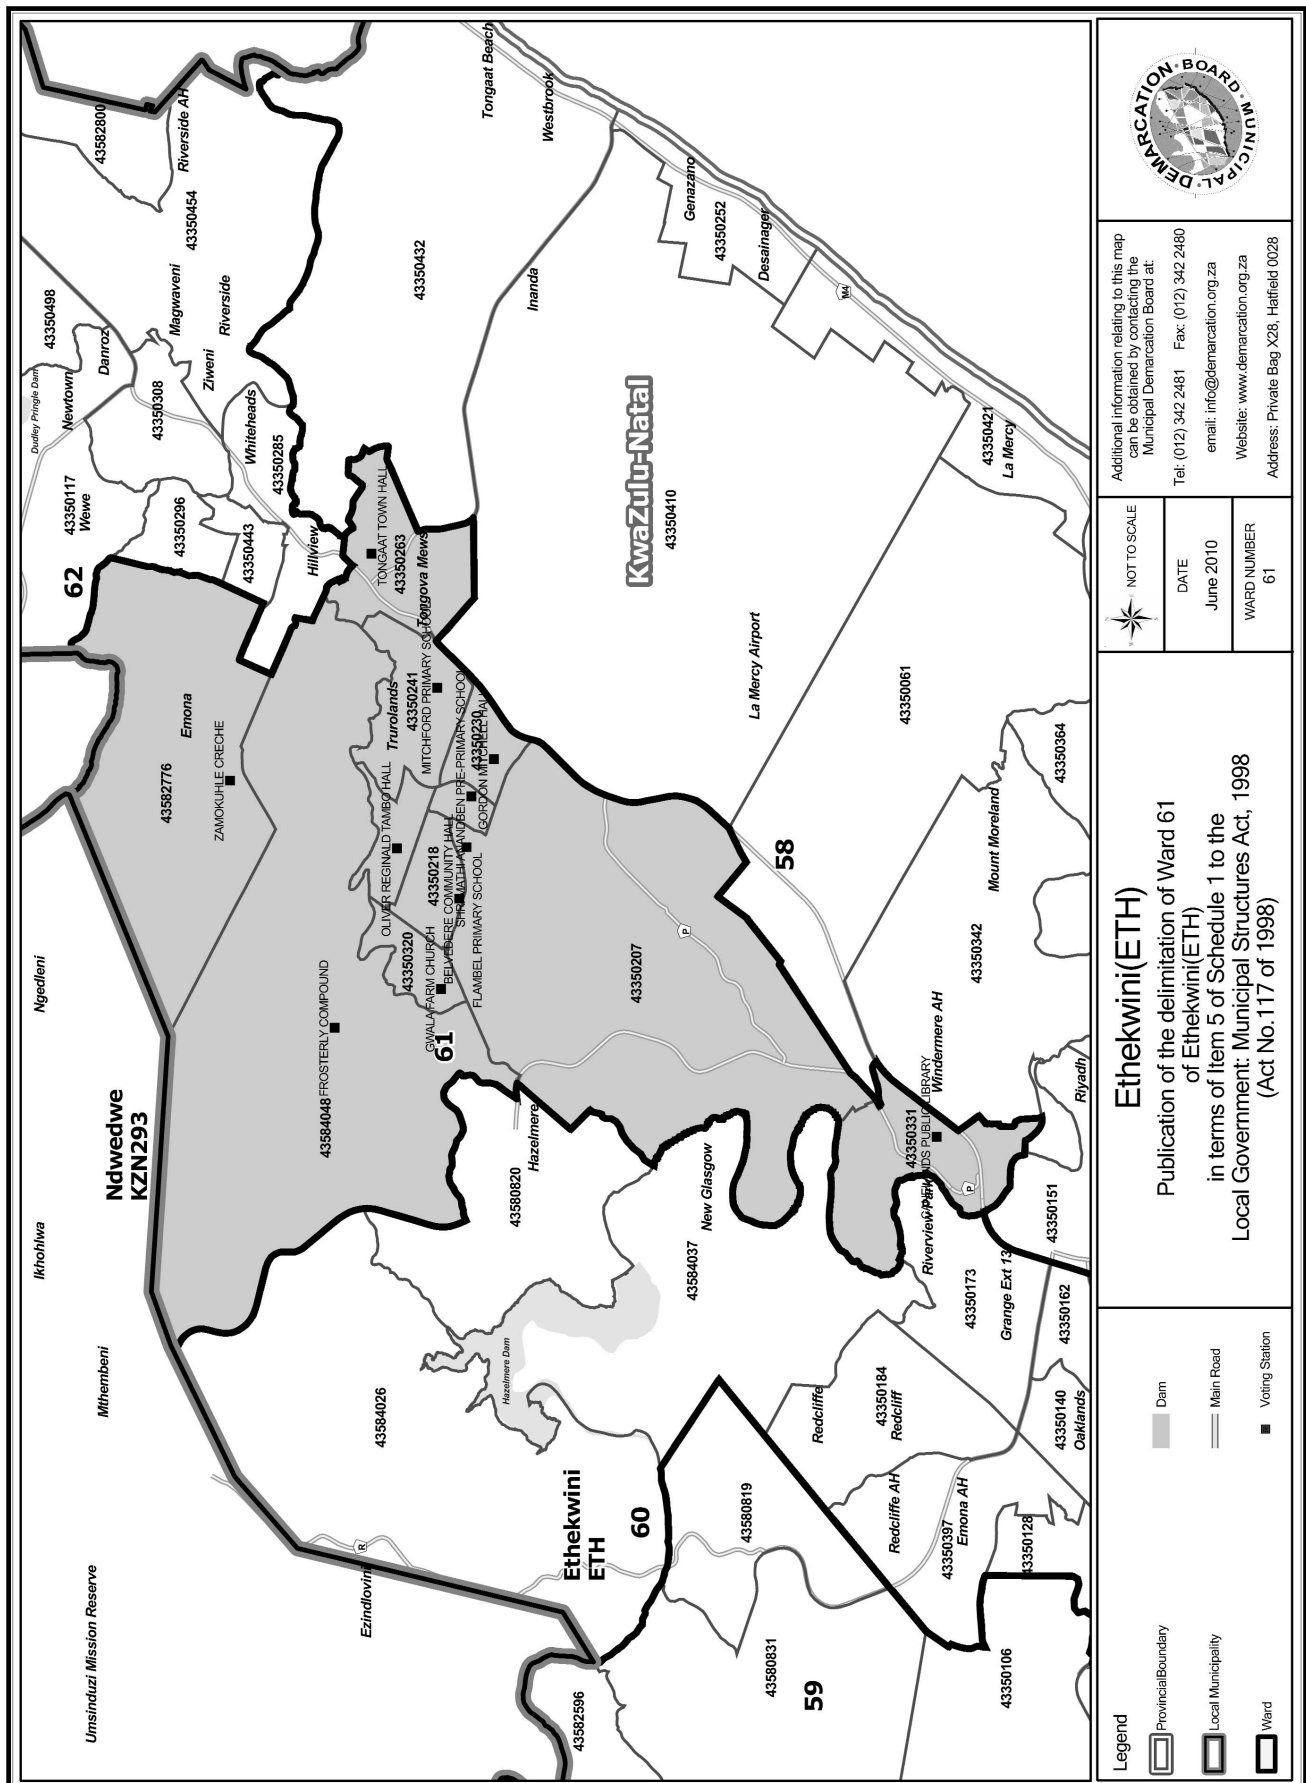 Umsinduzi Mission Reserve
Mthembeni
Ikhohlwa
Ngedleni
Ndwedwe
KZN293
43582776
Emona
ZAMOKUHLE CRECHE
62
43350117
Wewe
Dudley Pringle Dam
Newtown
43350498
Danroz
43582800
Riverside AH
43350454
Magwaveni
Riverside
Ziweni
43350308
43350296
43350443
Whiteheads
43350285
Hillview
43350432
Tongaat Beach
Westbrook
TONGAAT TOWN HALL
43350263
Tongova Mews
MITCHFORD PRIMARY SCHOOL
43350241
Trurolands
OLIVER REGINALD TAMBO HALL
43350230
GORDON MITCHELL HALL
SHRIMATHI ANANDBEN PRE-PRIMARY SCHOOL
43350218
BELVEDERE COMMUNITY HALL
FLAMBEL PRIMARY SCHOOL
43350320
GWALA FARM CHURCH
61
43584048
FROSTERLY COMPOUND
Ezindlovini
R
43584026
Hazelmere Dam
43580820
Hazelmere
Inanda
Genazano
43350252
Desainager
M4
KwaZulu-Natal
43350410
43350207
P
43582596
Ethekwini
ETH
60
43584037
New Glasgow
La Mercy Airport
58
43580831
59
43580819
Redcliffe
43350184
Redcliff
Redcliffe AH
43350397
Emona AH
43350331
Windermere AH
Riverview Park
P
43350061
43350421
La Mercy
43350342
Mount Moreland
43350364
43350173
Grange Ext 13
43350151
Riyadh
43350162
43350140
Oaklands
43350128
43350106
Legend
ProvincialBoundary
Local Municipality
Ward
Dam
Main Road
Voting Station
Ethekwini(ETH)
Publication of the delimitation of Ward 61
of Ethekwini(ETH)
in terms of Item 5 of Schedule 1 to the
Local Government: Municipal Structures Act, 1998
(Act No.117 of 1998)
NOT TO SCALE
DATE
June 2010
WARD NUMBER
61
Additional information relating to this map
can be obtained by contacting the
Municipal Demarcation Board at:
Tel: (012) 342 2481 Fax: (012) 342 2480
email: info@demarcation.org.za
Website: www.demarcation.org.za
Address: Private Bag X28, Hatfield 0028
MUNICIPAL · DEMARCATION · BOARD ·